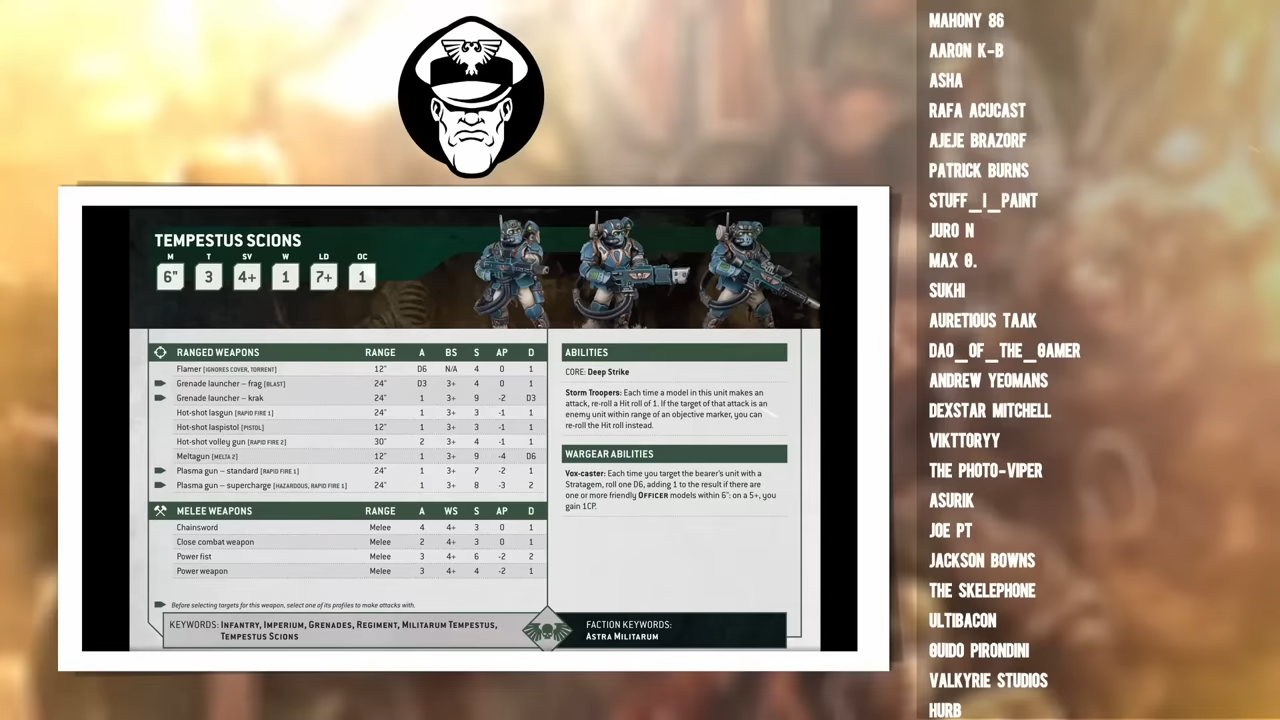 TEMPESTUS SCIONS
M T SV W LD OC
6" 3 4+ 1 7+ 1
RANGED WEAPONS RANGE A BS S AP D
Flamer [IGNORES COVER, TORRENT] 12" D6 N/A 4 0 1
Grenade launcher – frag [BLAST] 24" D3 3+ 4 0 1
Grenade launcher – krak 24" 1 3+ 9 -2 D3
Hot-shot lasgun [RAPID FIRE 1] 24" 1 3+ 3 -1 1
Hot-shot laspistol [PISTOL] 12" 1 3+ 3 -1 1
Hot-shot volley gun [RAPID FIRE 2] 30" 2 3+ 4 -1 1
Meltagun [MELTA 2] 12" 1 3+ 9 -4 D6
Plasma gun – standard [RAPID FIRE 1] 24" 1 3+ 7 -2 1
Plasma gun – supercharge [HAZARDOUS, RAPID FIRE 1] 24" 1 3+ 8 -3 2
MELEE WEAPONS RANGE A WS S AP D
Chainsword Melee 4 4+ 3 0 1
Close combat weapon Melee 2 4+ 3 0 1
Power fist Melee 3 4+ 6 -2 2
Power weapon Melee 3 4+ 4 -2 1
Before selecting targets for this weapon, select one of its profiles to make attacks with.
KEYWORDS: INFANTRY, IMPERIUM, GRENADES, REGIMENT, MILITARUM TEMPESTUS,
TEMPESTUS SCIONS
ABILITIES
CORE: Deep Strike
Storm Troopers: Each time a model in this unit makes an
attack, re-roll a Hit roll of 1. If the target of that attack is an
enemy unit within range of an objective marker, you can
re-roll the Hit roll instead.
WARGEAR ABILITIES
Vox-caster: Each time you target the bearer's unit with a
Stratagem, roll one D6, adding 1 to the result if there are
one or more friendly OFFICER models within 6": on a 5+, you
gain 1CP.
FACTION KEYWORDS:
ASTRA MILITARUM
MAHONY 86
AARON K-B
ASHA
RAFA ACUCAST
AJEJE BRAZORF
PATRICK BURNS
STUFF_I_PAINT
JURO N
MAX G.
SUKHI
AURETIOUS TAAK
DAO_OF_THE_GAMER
ANDREW YEOMANS
DEXSTAR MITCHELL
VIKTTORYY
THE PHOTO-VIPER
ASURIK
JOE PT
JACKSON BOWNS
THE SKELEPHONE
ULTIBACON
GUIDO PIRONDINI
VALKYRIE STUDIOS
HURB